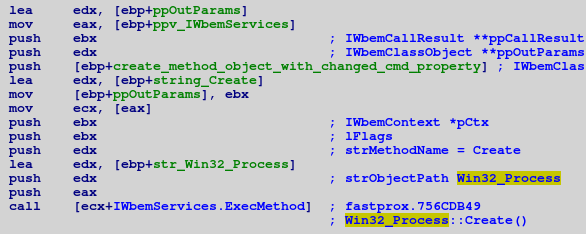 lea edx, [ebp+ppOutParams]
mov eax, [ebp+ppv_IWbemServices]
push ebx ; IWbemCallResult **ppCallResult
push edx ; IWbemClassObject **ppOutParams
push [ebp+create_method_object_with_changed_cmd_property] ; IWbemClas
lea edx, [ebp+string_Create]
mov [ebp+ppOutParams], ebx
mov ecx, [eax]
push ebx ; IWbemContext *pCtx
push ebx ; lFlags
push edx ; strMethodName = Create
lea edx, [ebp+str_Win32_Process]
push edx ; strObjectPath Win32_Process
push eax
call [ecx+IWbemServices.ExecMethod] ; fastprox.756CDB49
; Win32_Process::Create()